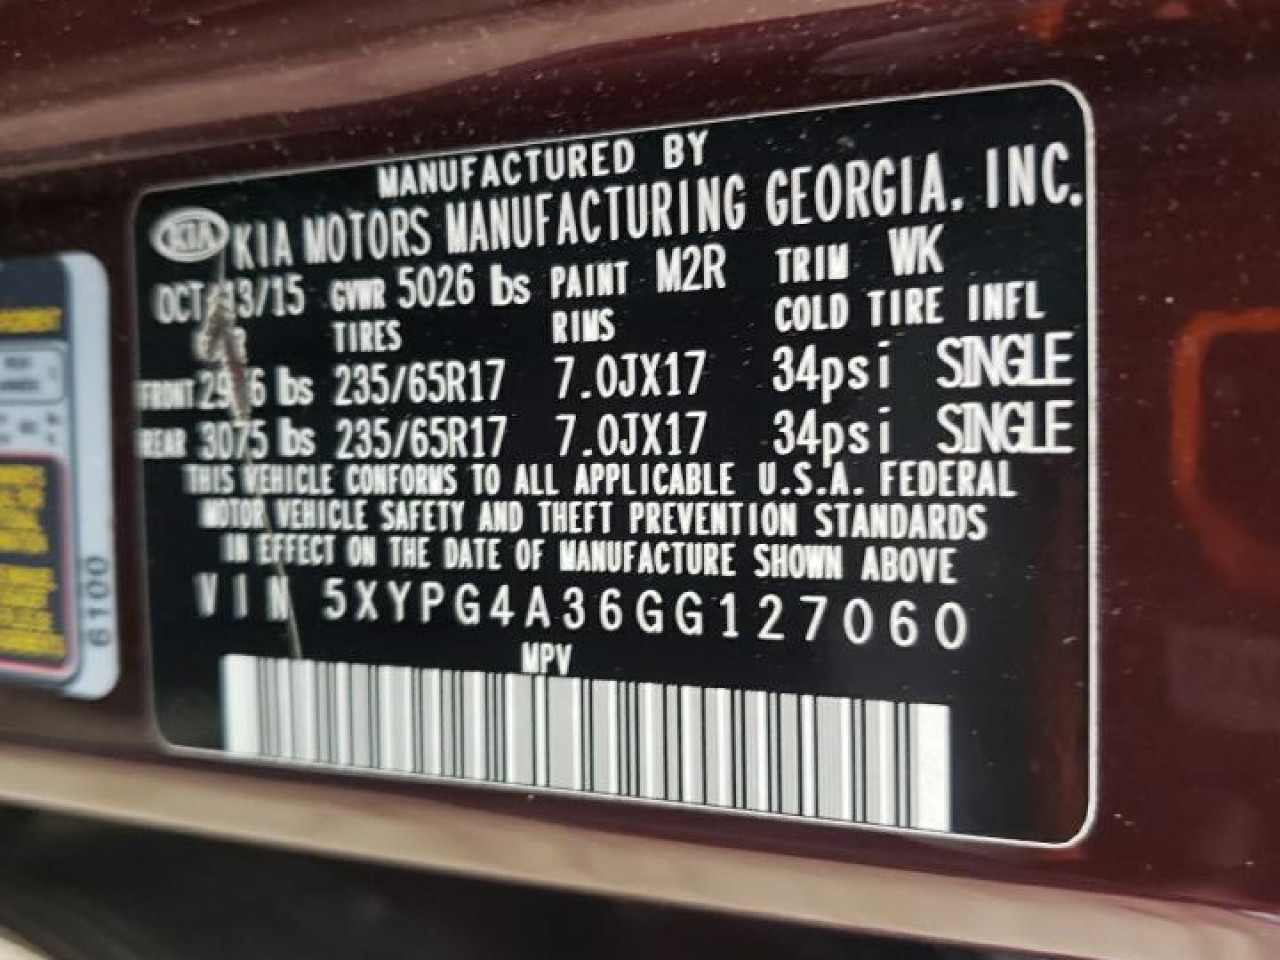 MANUFACTURED BY
KIA KIA MOTORS MANUFACTURING GEORGIA. INC.
OCT 13/15 GVWR 5026 lbs PAINT M2R TRIM WK
TIRES RIMS COLD TIRE INFL
FRONT lbs 235/65R17 7.0JX17 34psi SINGLE
REAR 3075 lbs 235/65R17 7.0JX17 34psi SINGLE
THIS VEHICLE CONFORMS TO ALL APPLICABLE U.S.A. FEDERAL
MOTOR VEHICLE SAFETY AND THEFT PREVENTION STANDARDS
IN EFFECT ON THE DATE OF MANUFACTURE SHOWN ABOVE
VIN 5XYPG4A36GG127060
MPV
6100